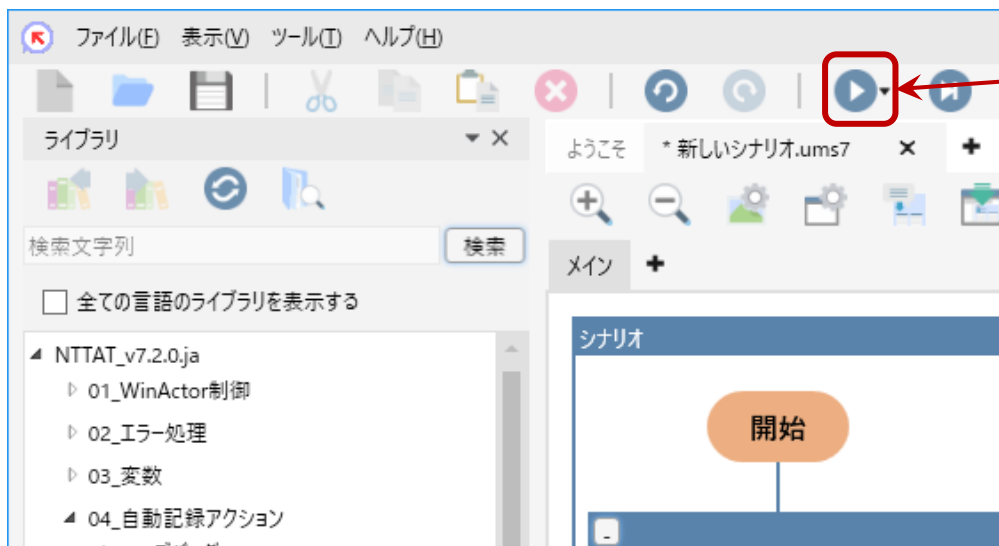 ファイル(F) 表示(V) ツール(T) ヘルプ(H)
ライブラリ
検索文字列
検索
全ての言語のライブラリを表示する
NTTAT_v7.2.0.ja
01_WinActor制御
02_エラー処理
03_変数
04_自動記録アクション
ようこそ
* 新しいシナリオ.ums7
メイン
シナリオ
開始